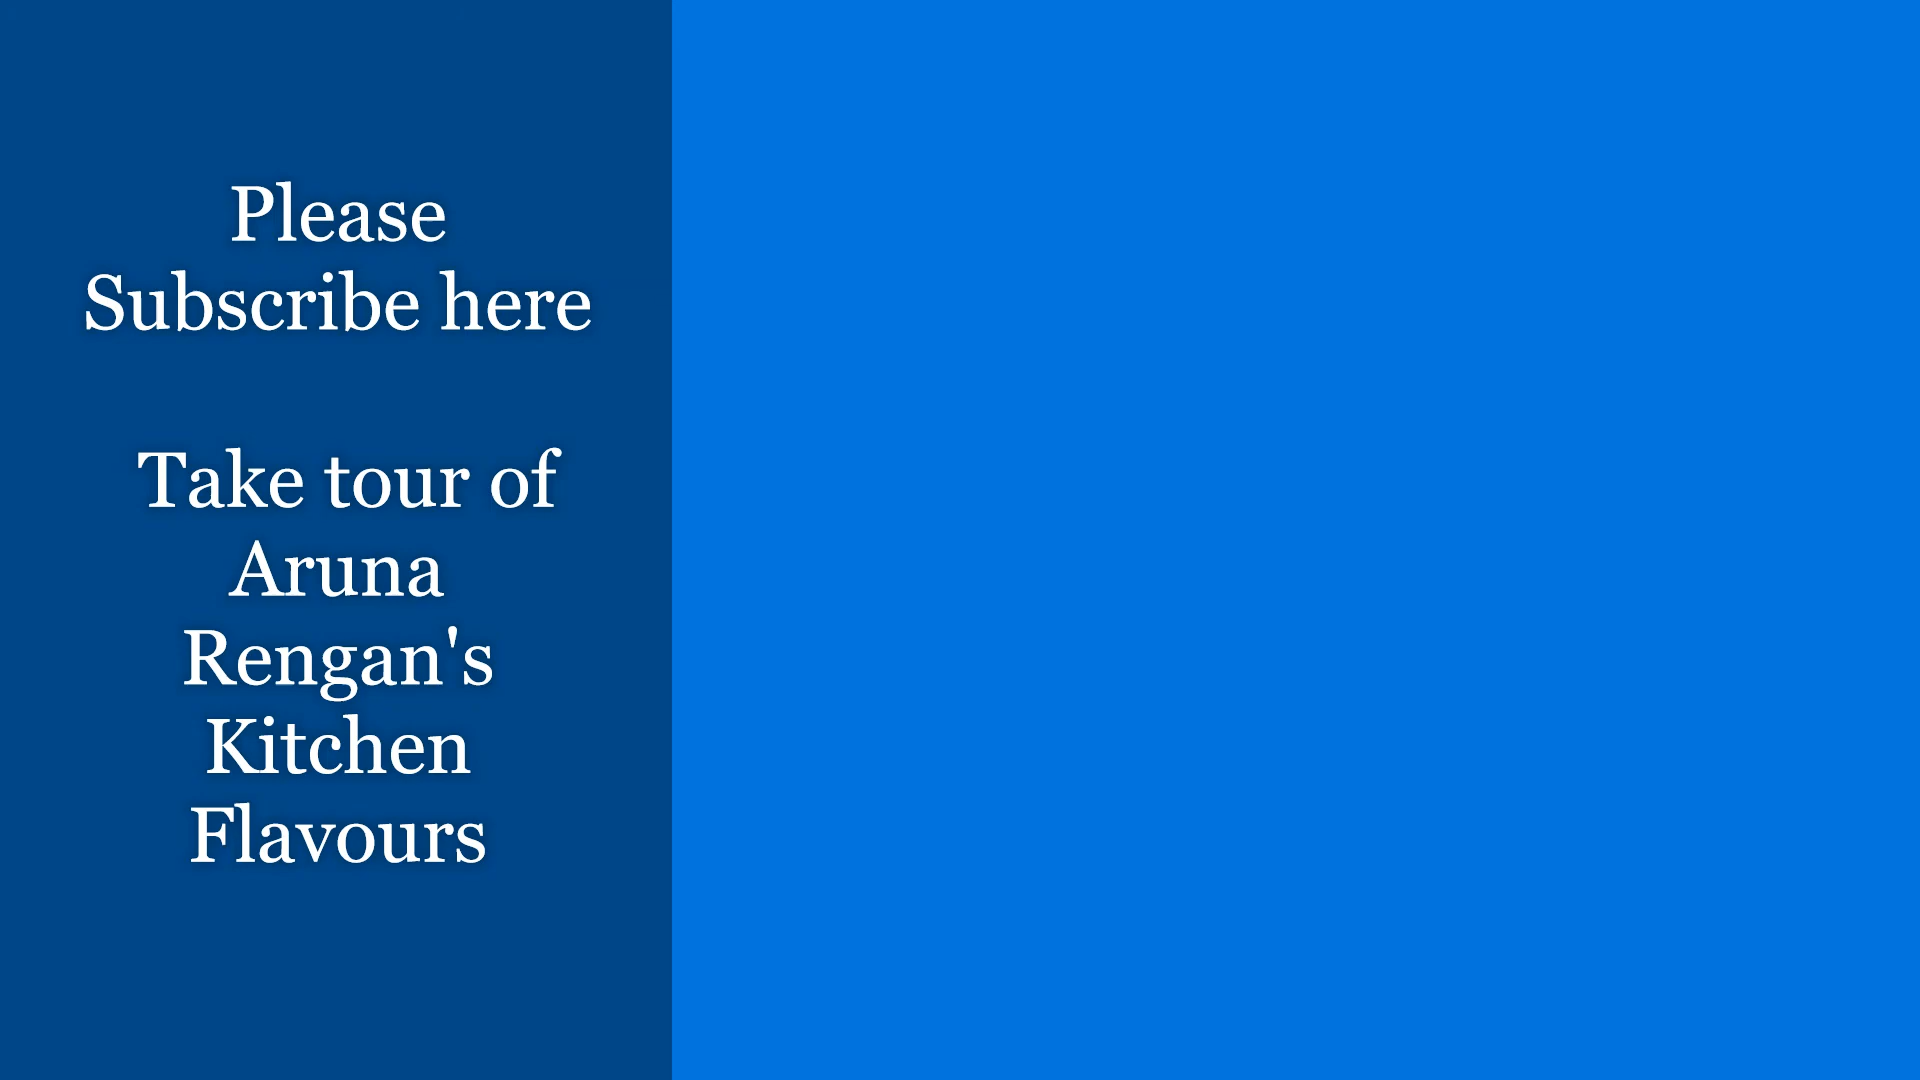 Please
Subscribe here
Take tour of
Aruna
Rengan's
Kitchen
Flavours